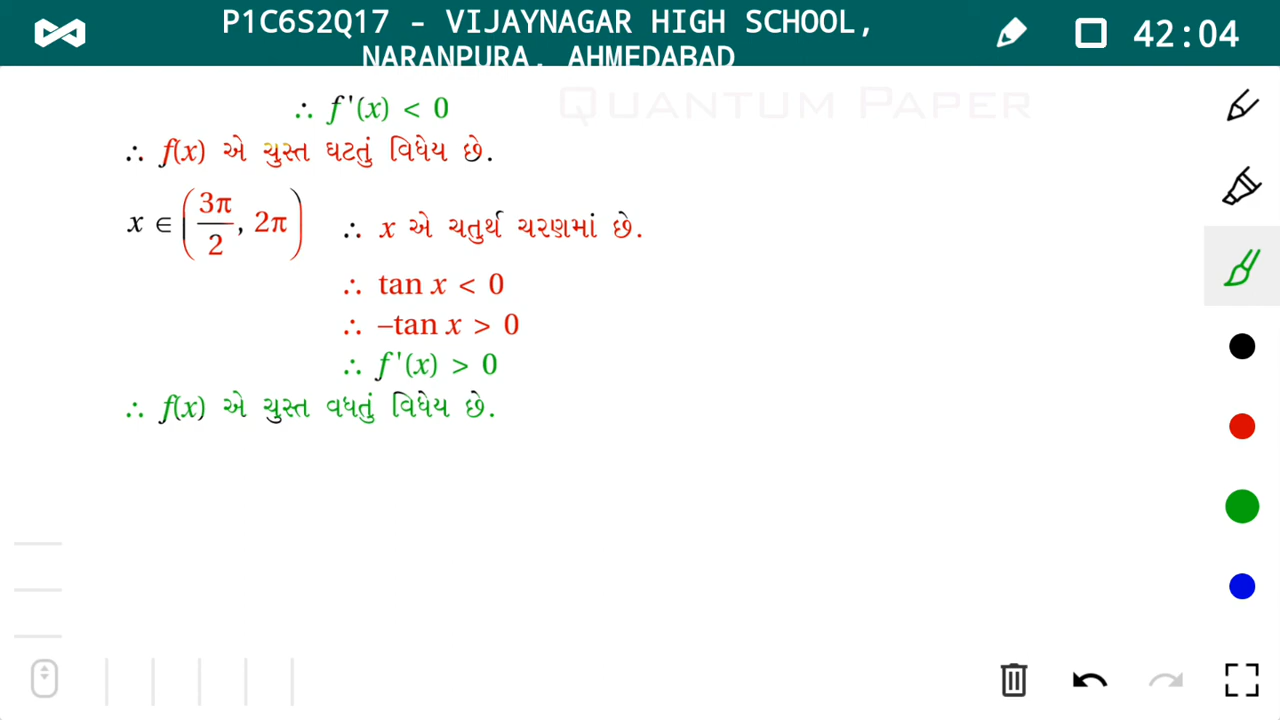 P1C6S2Q17 - VIJAYNAGAR HIGH SCHOOL,
NARANPURA, AHMEDABAD
42:04
QUANTUM PAPER
∴ f'(x) < 0
∴ f(x) એ ચુસ્ત ઘટતું વિધેય છે.
x ∈ (3π/2, 2π) ∴ x એ ચતુર્થ ચરણમાં છે.
∴ tan x < 0
∴ –tan x > 0
∴ f'(x) > 0
∴ f(x) એ ચુસ્ત વધતું વિધેય છે.